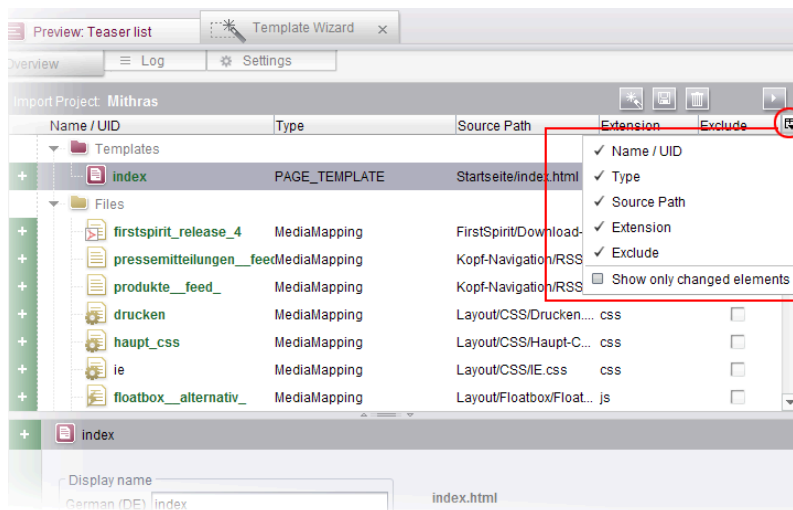 Preview: Teaser list Template Wizard x
Overview Log Settings
Import Project: Mithras
Name / UID Type Source Path Extension Exclude
Templates
index PAGE_TEMPLATE Startseite/index.html
Files
firstspirit_release_4 MediaMapping FirstSpirit/Download-
pressemitteilungen__feed MediaMapping Kopf-Navigation/RSS
produkte__feed_ MediaMapping Kopf-Navigation/RSS
drucken MediaMapping Layout/CSS/Drucken.... css
haupt_css MediaMapping Layout/CSS/Haupt-C... css
ie MediaMapping Layout/CSS/IE.css css
floatbox__alternativ_ MediaMapping Layout/Floatbox/Float... js
Name / UID
Type
Source Path
Extension
Exclude
Show only changed elements
index
Display name
German (DE) index
index.html